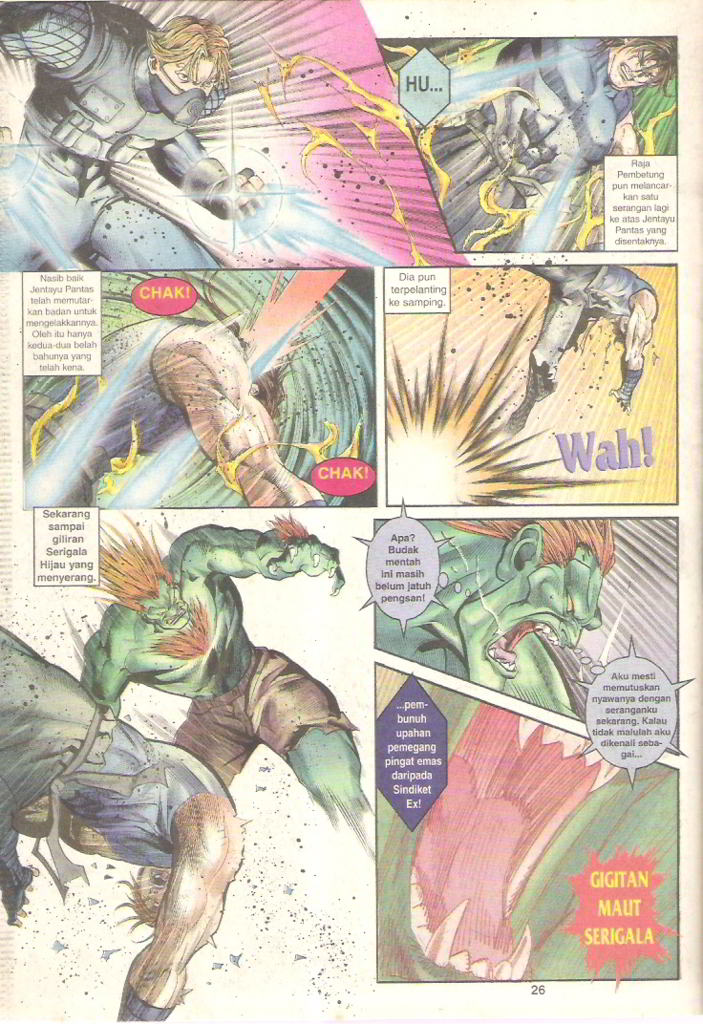 HU...
Raja
Pembetung
pun melancar-
kan satu
serangan lagi
ke atas Jentayu
Pantas yang
disentaknya.
Nasib baik
Jentayu Pantas
telah memutar-
kan badan untuk
mengelakkannya.
Oleh itu hanya
kedua-dua belah
bahunya yang
telah kena.
CHAK!
CHAK!
Dia pun
terpelanting
ke samping.
Wah!
Sekarang
sampai
giliran
Serigala
Hijau yang
menyerang.
Apa?
Budak
mentah
ini masih
belum jatuh
pengsan!
Aku mesti
memutuskan
nyawanya dengan
seranganku
sekarang. Kalau
tidak malulah aku
dikenali seba-
gai...
...pem-
bunuh
upahan
pemegang
pingat emas
daripada
Sindiket
Ex!
GIGITAN
MAUT
SERIGALA
26